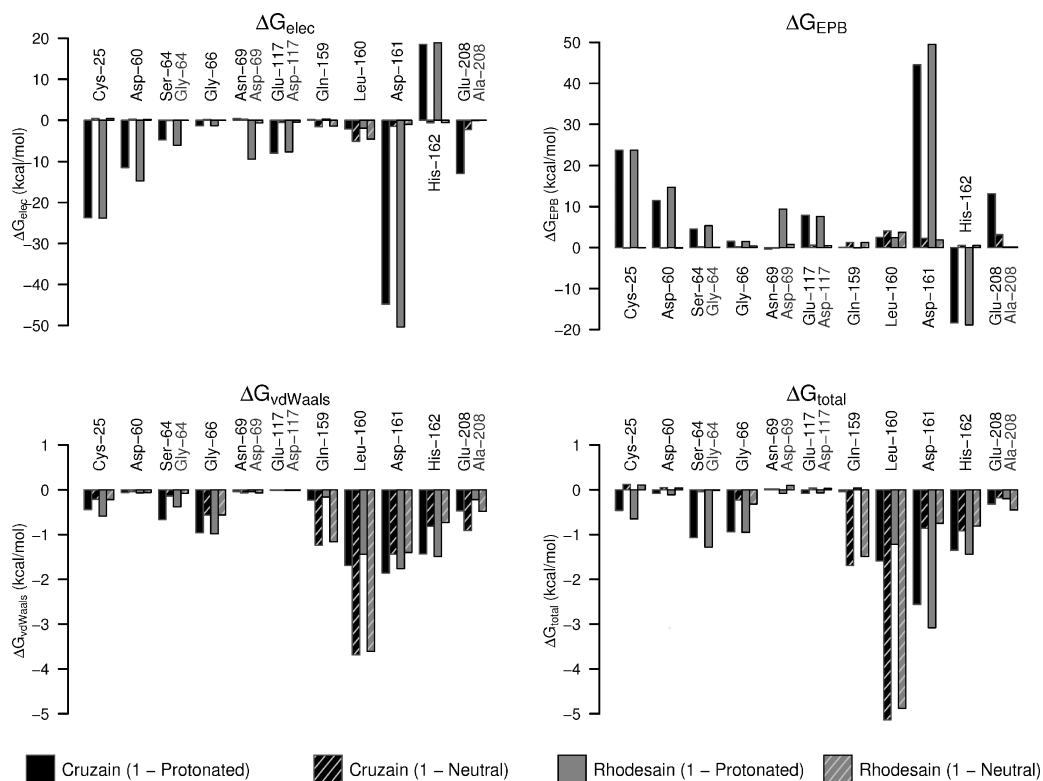 ΔGelec
20
10
0
−10
−20
−30
−40
−50
ΔGelec (kcal/mol)
Cys−25
Asp−60
Ser−64
Gly−64
Gly−66
Asn−69
Asp−69
Glu−117
Asp−117
Gln−159
Leu−160
Asp−161
His−162
Glu−208
Ala−208
ΔGEPB
50
40
30
20
10
0
−10
−20
ΔGEPB (kcal/mol)
Cys−25
Asp−60
Ser−64
Gly−64
Gly−66
Asn−69
Asp−69
Glu−117
Asp−117
Gln−159
Leu−160
Asp−161
His−162
Glu−208
Ala−208
ΔGvdWaals
1
0
−1
−2
−3
−4
−5
ΔGvdWaals (kcal/mol)
Cys−25
Asp−60
Ser−64
Gly−64
Gly−66
Asn−69
Asp−69
Glu−117
Asp−117
Gln−159
Leu−160
Asp−161
His−162
Glu−208
Ala−208
ΔGtotal
1
0
−1
−2
−3
−4
−5
ΔGtotal (kcal/mol)
Cys−25
Asp−60
Ser−64
Gly−64
Gly−66
Asn−69
Asp−69
Glu−117
Asp−117
Gln−159
Leu−160
Asp−161
His−162
Glu−208
Ala−208
Cruzain (1 − Protonated)
Cruzain (1 − Neutral)
Rhodesain (1 − Protonated)
Rhodesain (1 − Neutral)